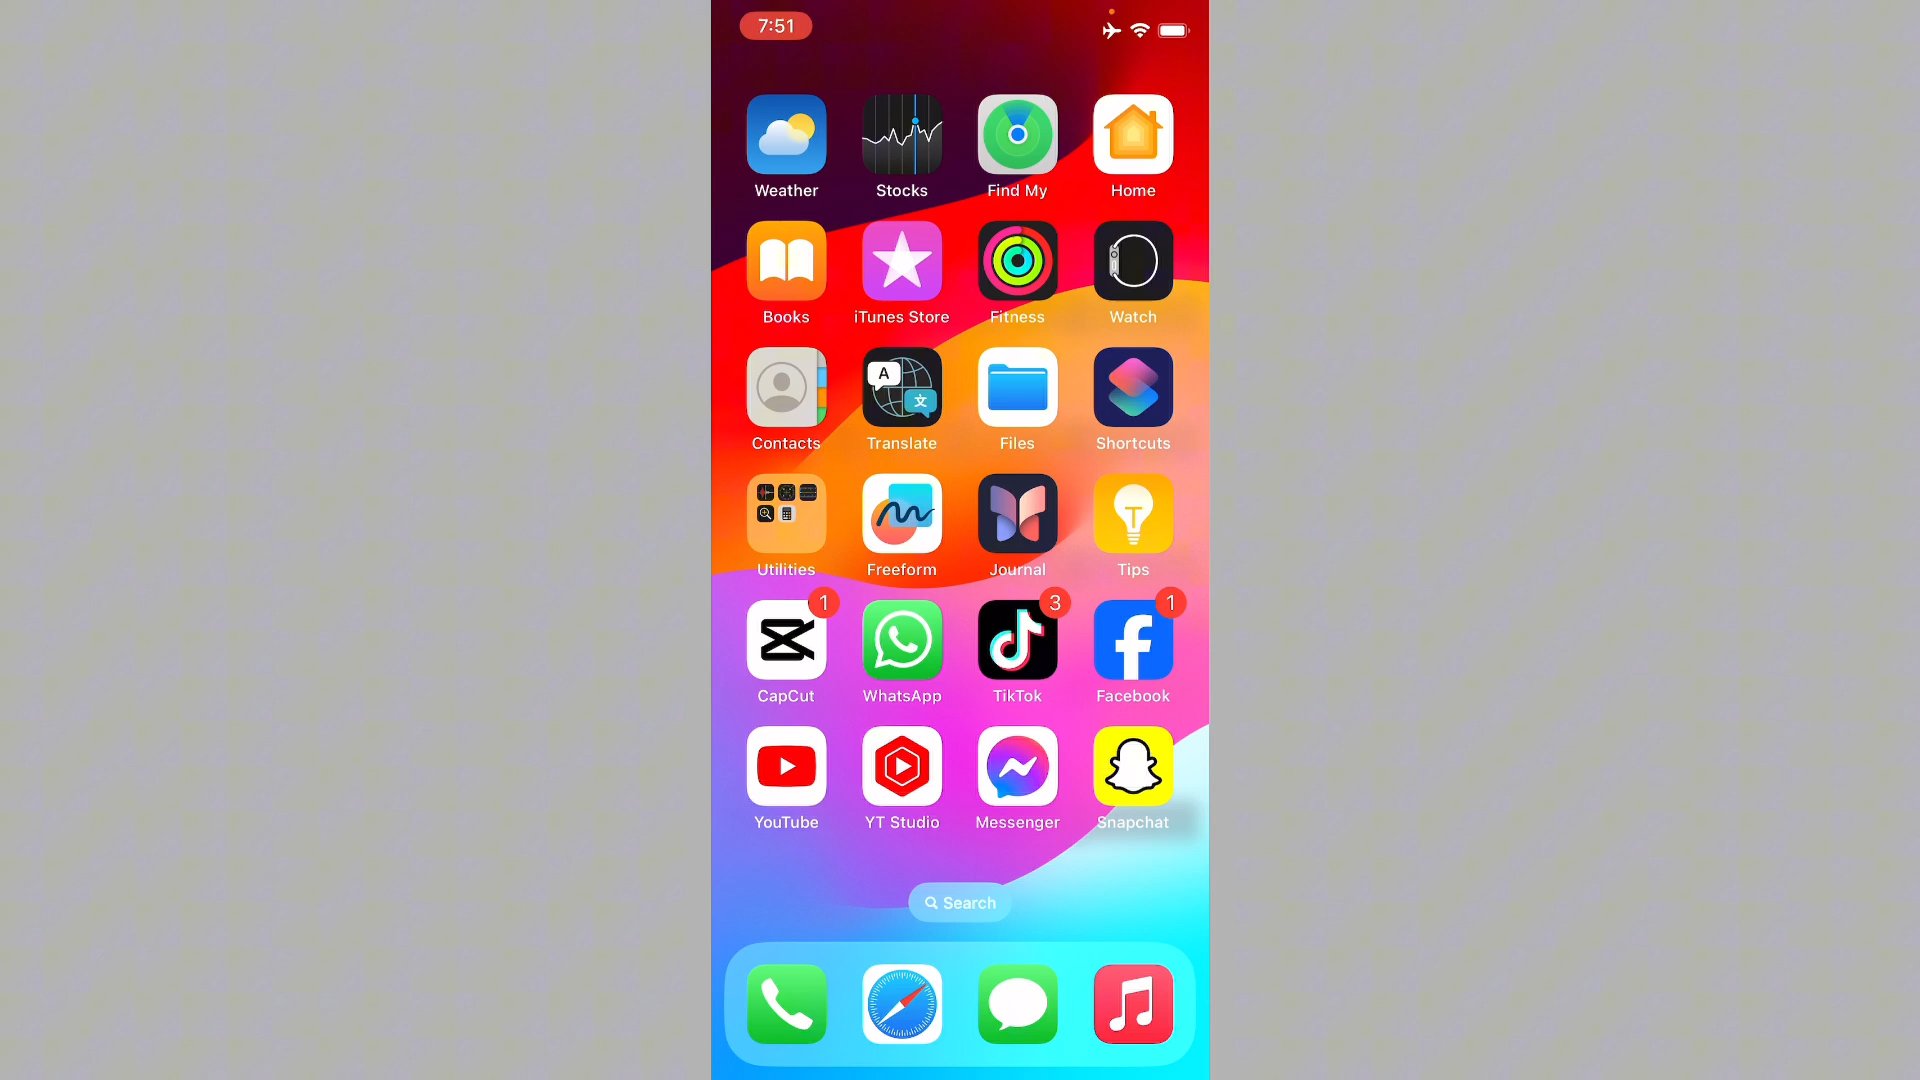 7:51
Weather Stocks Find My Home
Books iTunes Store Fitness Watch
A
文
Contacts Translate Files Shortcuts
T
Utilities Freeform Journal Tips
1 3 1
CapCut WhatsApp TikTok Facebook
YouTube YT Studio Messenger Snapchat
Search